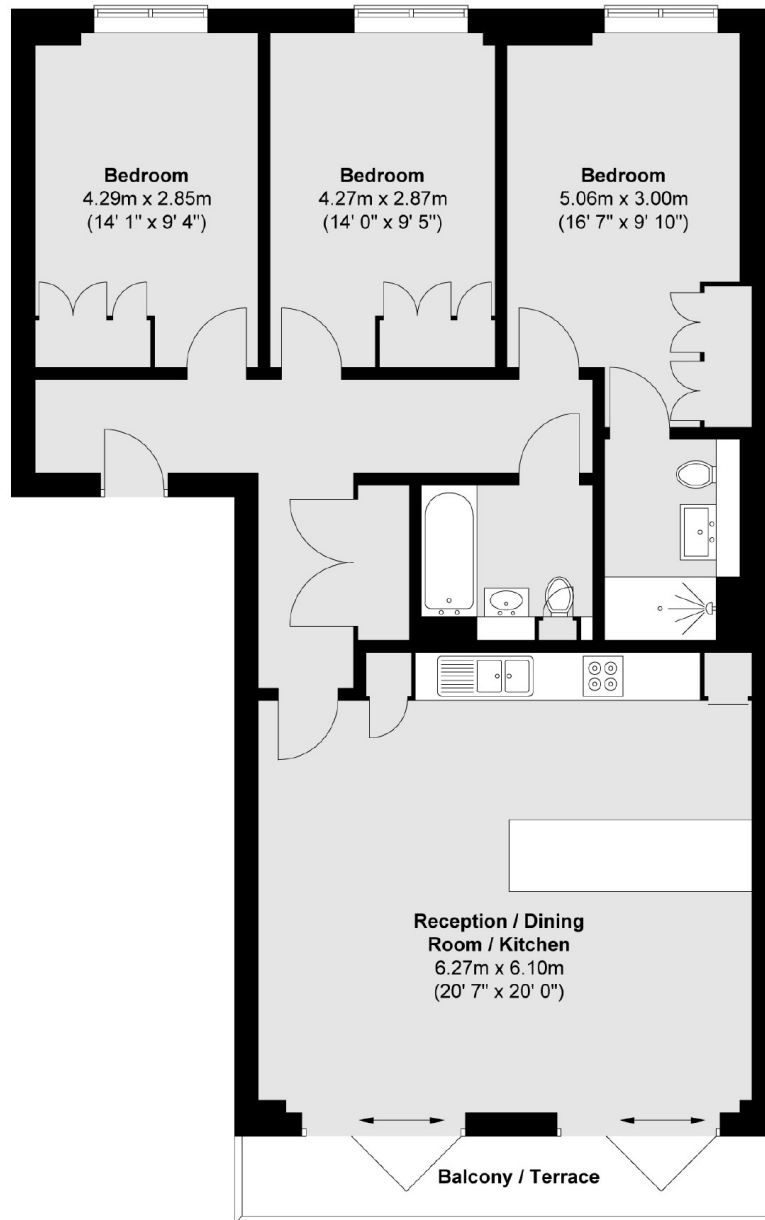 Bedroom
4.29m x 2.85m
(14' 1" x 9' 4")
Bedroom
4.27m x 2.87m
(14' 0" x 9' 5")
Bedroom
5.06m x 3.00m
(16' 7" x 9' 10")
Reception / Dining
Room / Kitchen
6.27m x 6.10m
(20' 7" x 20' 0")
Balcony / Terrace